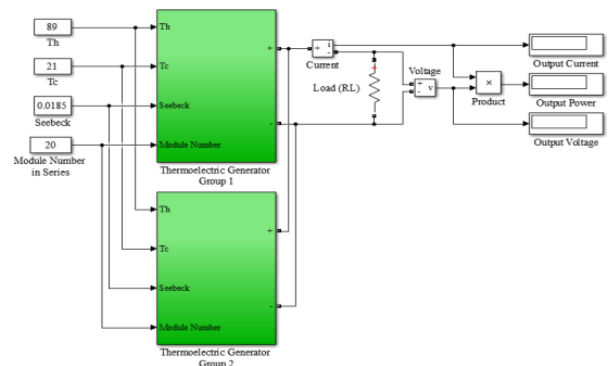 89
Th
21
Tc
0.0185
Seebeck
20
Module Number
in Series
Th
Tc
Seebeck
Module Number
+
-
Thermoelectric Generator
Group 1
Th
Tc
Seebeck
Module Number
+
-
Thermoelectric Generator
Group 2
+
i
-
Current
+
Load (RL)
Voltage
+
-
v
×
Product
Output Current
Output Power
Output Voltage